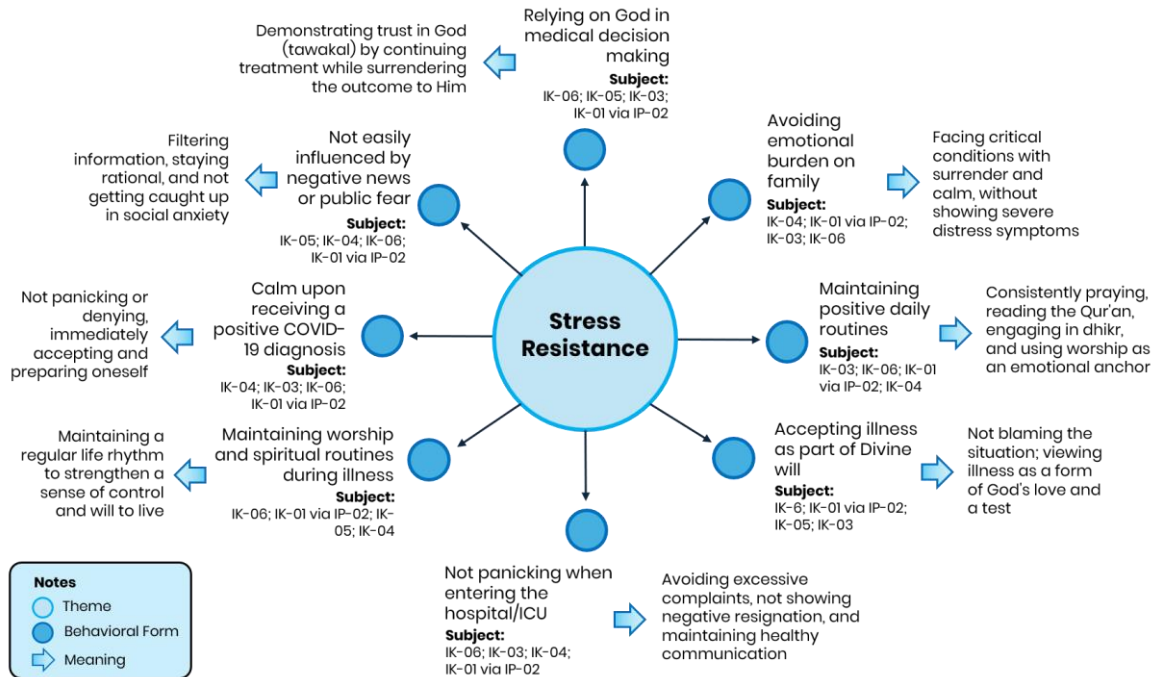 Demonstrating trust in God
(tawakal) by continuing
treatment while surrendering
the outcome to Him
Relying on God in
medical decision
making
Subject:
IK-06; IK-05; IK-03;
IK-01 via IP-02
Filtering
information, staying
rational, and not
getting caught up
in social anxiety
Not easily
influenced by
negative news
or public fear
Subject:
IK-05; IK-04; IK-06;
IK-01 via IP-02
Avoiding
emotional
burden on
family
Subject:
IK-04; IK-01 via IP-02;
IK-03; IK-06
Facing critical
conditions with
surrender and
calm, without
showing severe
distress symptoms
Not panicking or
denying,
immediately
accepting and
preparing oneself
Calm upon
receiving a
positive COVID-
19 diagnosis
Subject:
IK-04; IK-03; IK-06;
IK-01 via IP-02
Stress
Resistance
Maintaining
positive daily
routines
Subject:
IK-03; IK-06; IK-01
via IP-02; IK-04
Consistently praying,
reading the Qur'an,
engaging in dhikr,
and using worship as
an emotional anchor
Maintaining a
regular life rhythm
to strengthen a
sense of control
and will to live
Maintaining worship
and spiritual routines
during illness
Subject:
IK-06; IK-01 via IP-02; IK-
05; IK-04
Accepting illness
as part of Divine
will
Subject:
IK-6; IK-01 via IP-02;
IK-05; IK-03
Not blaming the
situation; viewing
illness as a form
of God's love and
a test
Not panicking when
entering the
hospital/ICU
Subject:
IK-06; IK-03; IK-04;
IK-01 via IP-02
Avoiding excessive
complaints, not showing
negative resignation, and
maintaining healthy
communication
Notes
Theme
Behavioral Form
Meaning